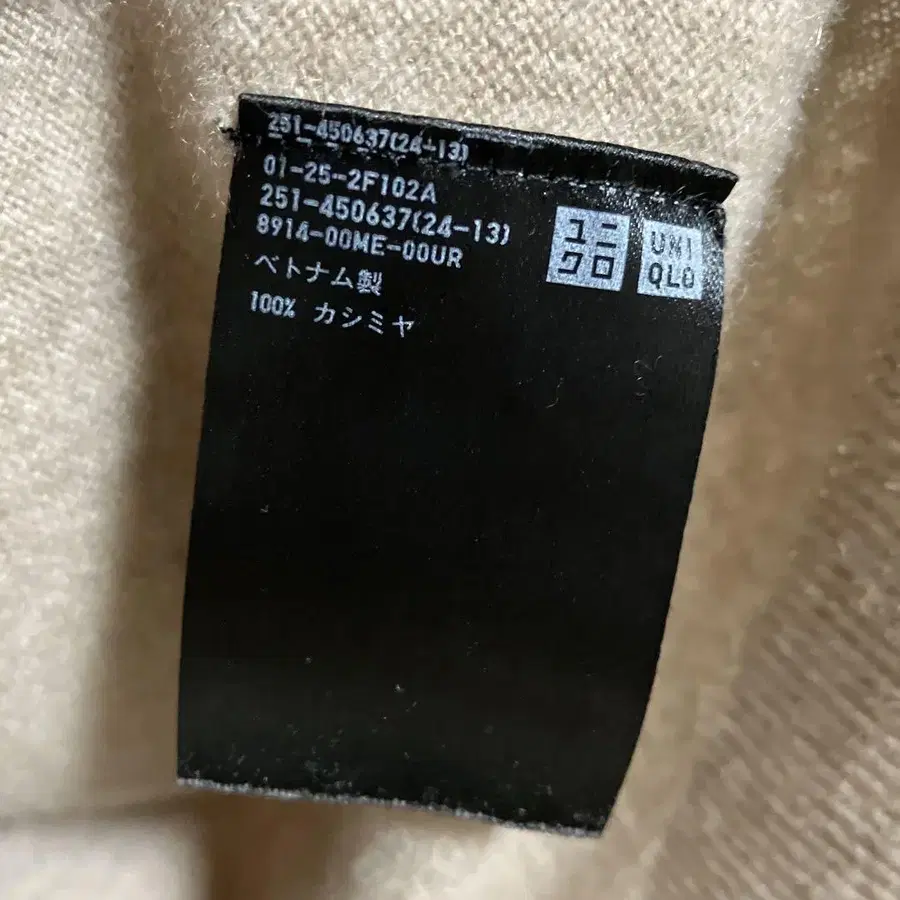 251-450637(24-13)
01-25-2F102A
251-450637(24-13)
8914-00ME-00UR
ベトナム製
100% カシミヤ
ユニ
クロ
UNI
QLO